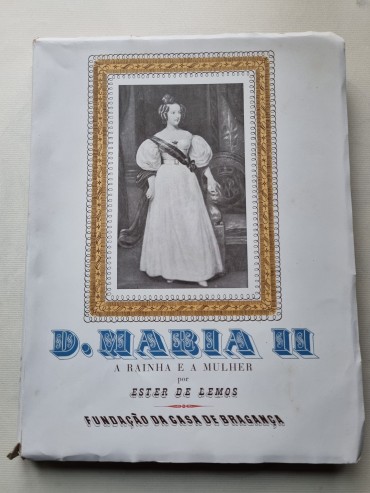 D. MARIA II
A RAINHA E A MULHER
por
ESTER DE LEMOS
FUNDAÇÃO DA CASA DE BRAGANÇA